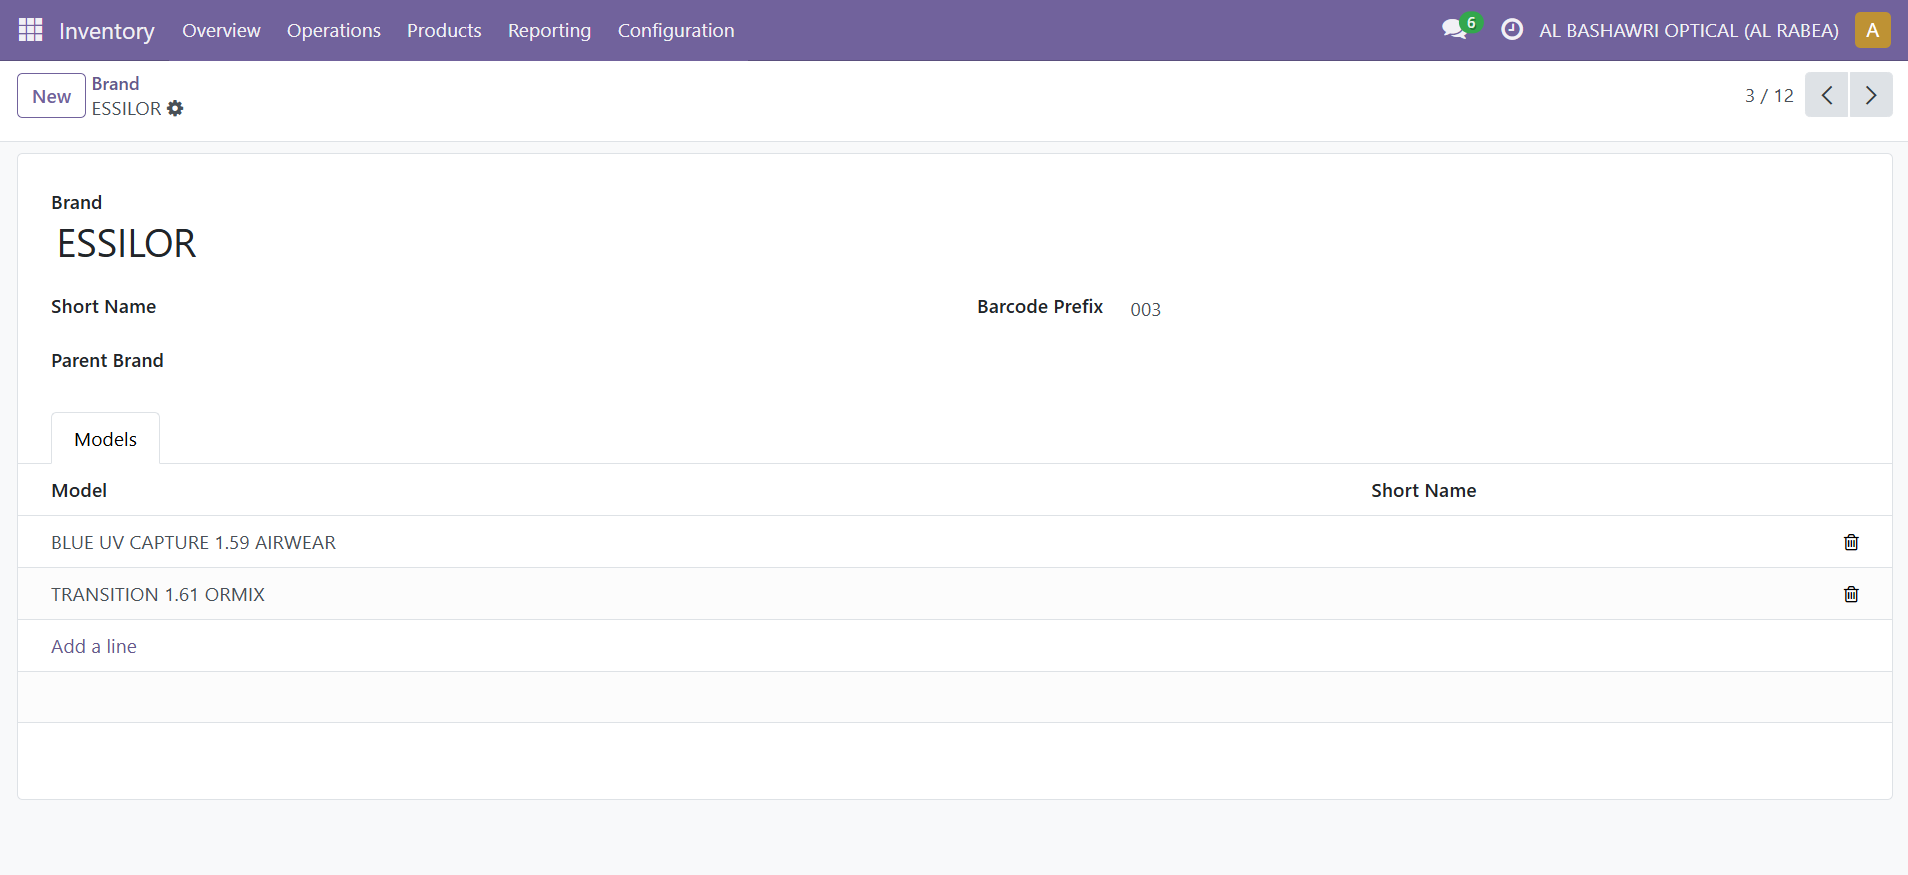 Inventory Overview Operations Products Reporting Configuration 6 AL BASHAWRI OPTICAL (AL RABEA) A
New Brand
ESSILOR 3 / 12
Brand
ESSILOR
Short Name Barcode Prefix 003
Parent Brand
Models
Model Short Name
BLUE UV CAPTURE 1.59 AIRWEAR
TRANSITION 1.61 ORMIX
Add a line